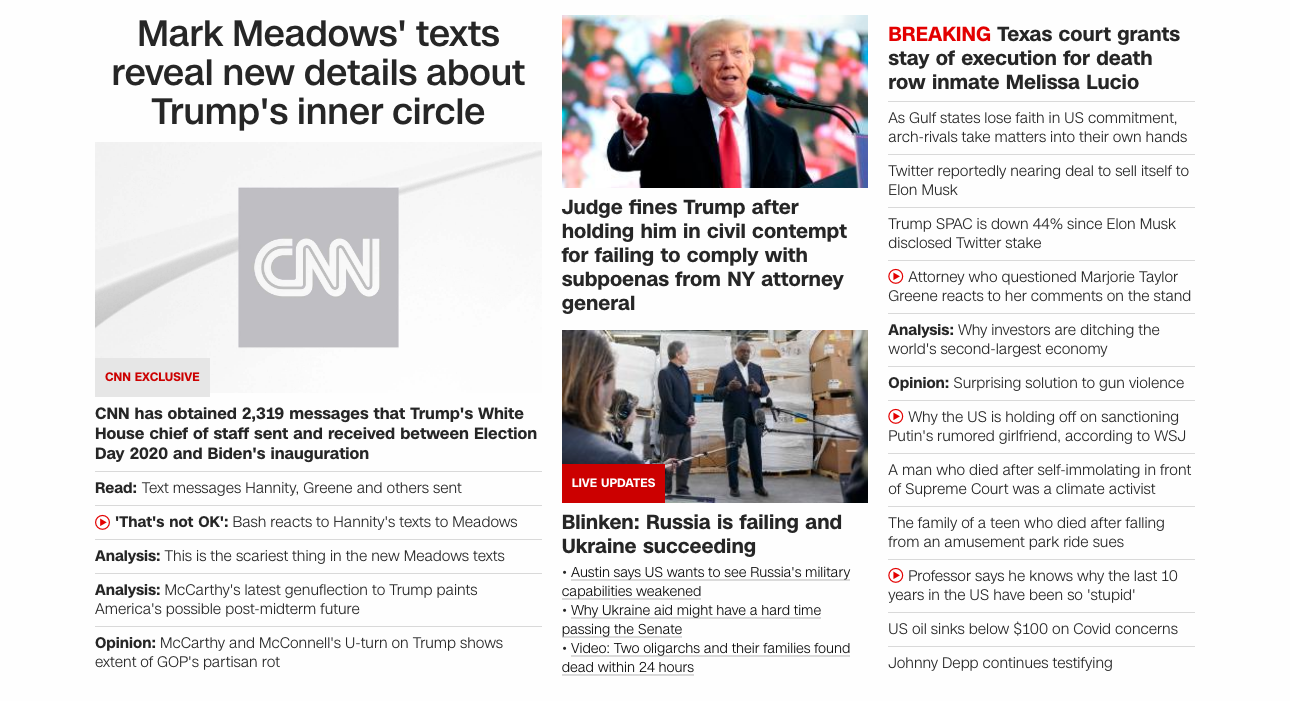 Mark Meadows' texts
reveal new details about
Trump's inner circle
CNN
CNN EXCLUSIVE
CNN has obtained 2,319 messages that Trump's White
House chief of staff sent and received between Election
Day 2020 and Biden's inauguration
Read: Text messages Hannity, Greene and others sent
'That's not OK': Bash reacts to Hannity's texts to Meadows
Analysis: This is the scariest thing in the new Meadows texts
Analysis: McCarthy's latest genuflection to Trump paints
America's possible post-midterm future
Opinion: McCarthy and McConnell's U-turn on Trump shows
extent of GOP's partisan rot
Judge fines Trump after
holding him in civil contempt
for failing to comply with
subpoenas from NY attorney
general
LIVE UPDATES
Blinken: Russia is failing and
Ukraine succeeding
• Austin says US wants to see Russia's military
capabilities weakened
• Why Ukraine aid might have a hard time
passing the Senate
• Video: Two oligarchs and their families found
dead within 24 hours
BREAKING Texas court grants
stay of execution for death
row inmate Melissa Lucio
As Gulf states lose faith in US commitment,
arch-rivals take matters into their own hands
Twitter reportedly nearing deal to sell itself to
Elon Musk
Trump SPAC is down 44% since Elon Musk
disclosed Twitter stake
Attorney who questioned Marjorie Taylor
Greene reacts to her comments on the stand
Analysis: Why investors are ditching the
world's second-largest economy
Opinion: Surprising solution to gun violence
Why the US is holding off on sanctioning
Putin's rumored girlfriend, according to WSJ
A man who died after self-immolating in front
of Supreme Court was a climate activist
The family of a teen who died after falling
from an amusement park ride sues
Professor says he knows why the last 10
years in the US have been so 'stupid'
US oil sinks below $100 on Covid concerns
Johnny Depp continues testifying